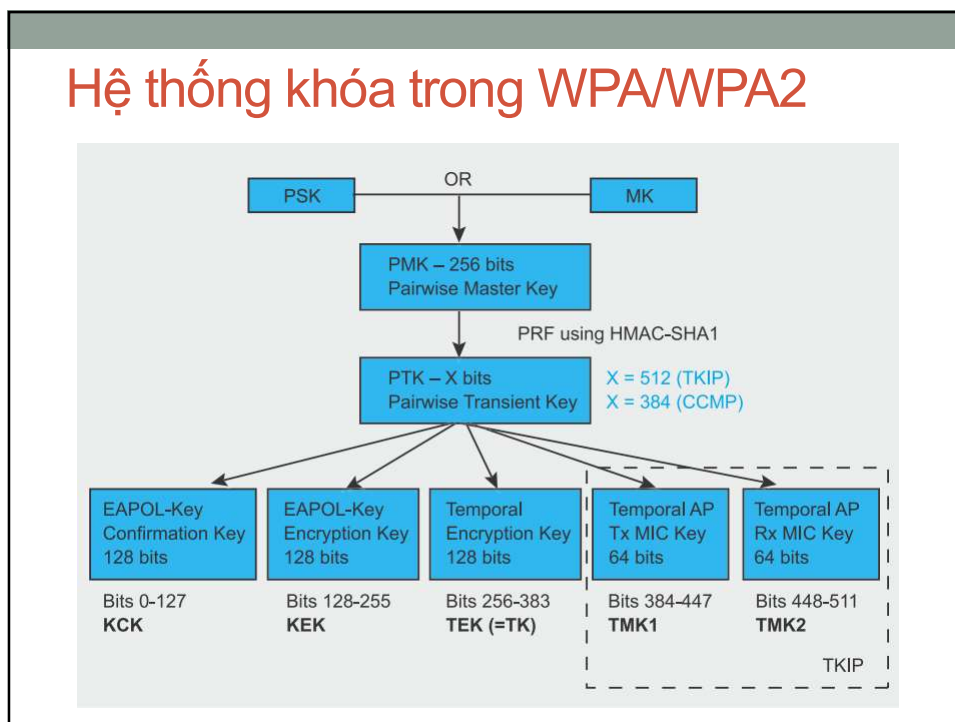 Hệ thống khóa trong WPA/WPA2
OR
PSK
MK
PMK – 256 bits
Pairwise Master Key
PRF using HMAC-SHA1
PTK – X bits
Pairwise Transient Key
X = 512 (TKIP)
X = 384 (CCMP)
EAPOL-Key
Confirmation Key
128 bits
EAPOL-Key
Encryption Key
128 bits
Temporal
Encryption Key
128 bits
Temporal AP
Tx MIC Key
64 bits
Temporal AP
Rx MIC Key
64 bits
Bits 0-127
KCK
Bits 128-255
KEK
Bits 256-383
TEK (=TK)
Bits 384-447
TMK1
Bits 448-511
TMK2
TKIP